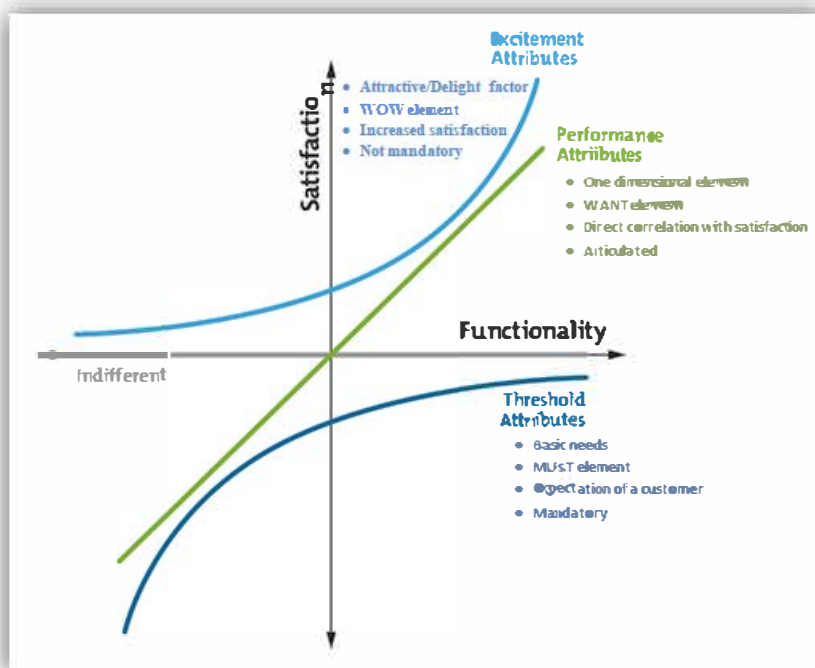 Excitement
Attributes
Satisfaction
• Attractive/Delight factor
• WOW element
• Increased satisfaction
• Not mandatory
Performance
Attriibutes
• One dimensional element
• WANT element
• Direct correlation with satisfaction
• Articulated
Functionality
Indifferent
Threshold
Attributes
• Basic needs
• MUST element
• Expectation of a customer
• Mandatory